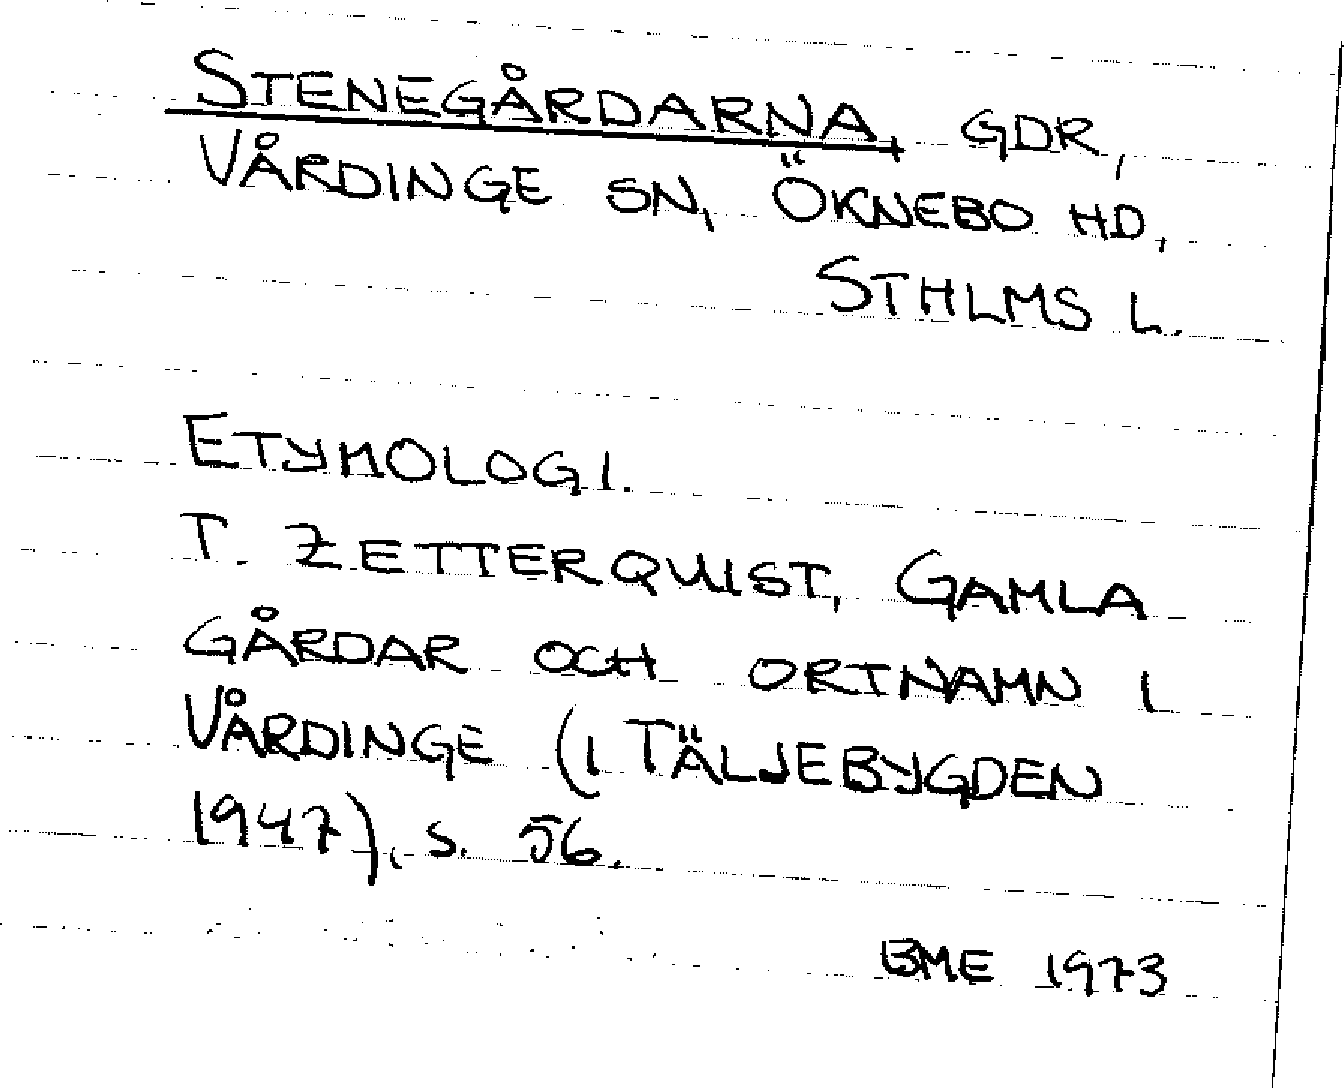 STENEGÅRDARNA, GDR,
VÅRDINGE SN, ÖKNEBO HD,
STHLMS L.
ETYMOLOGI.
T. ZETTERQUIST, GAMLA
GÅRDAR OCH ORTNAMN I
VÅRDINGE (I TÄLJEBYGDEN
1947), S. 56.
BME 1973